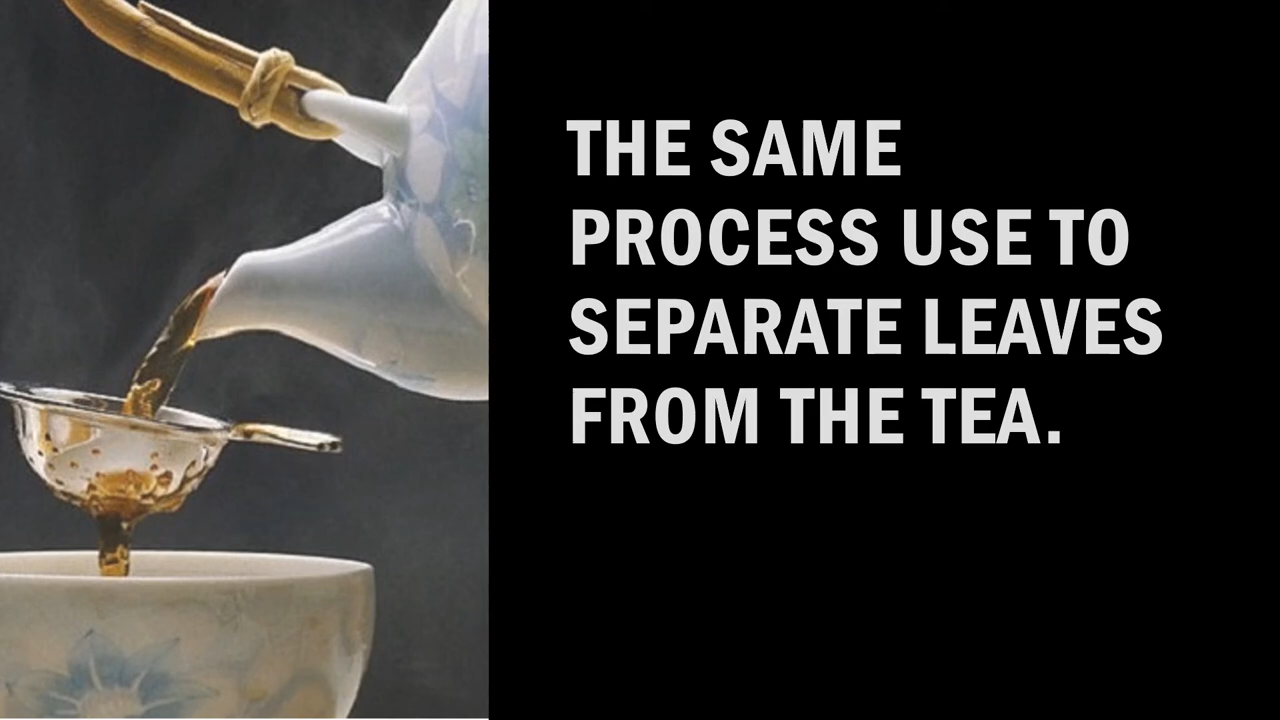 THE SAME
PROCESS USE TO
SEPARATE LEAVES
FROM THE TEA.